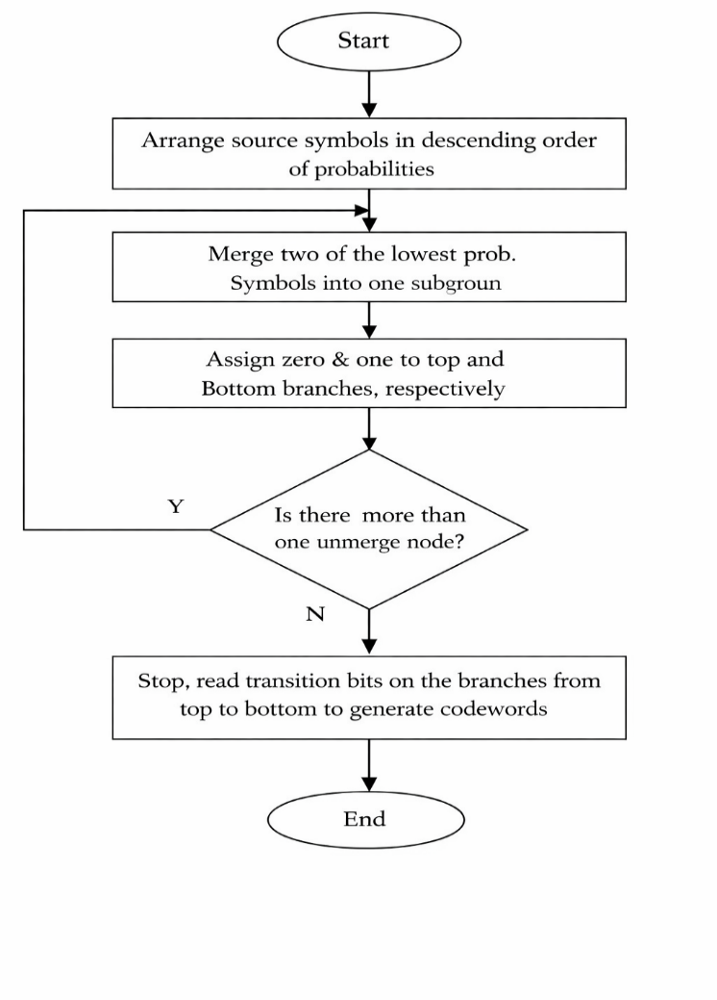 Start
Arrange source symbols in descending order
of probabilities
Merge two of the lowest prob.
Symbols into one subgroun
Assign zero & one to top and
Bottom branches, respectively
Is there more than
one unmerge node?
Y
N
Stop, read transition bits on the branches from
top to bottom to generate codewords
End